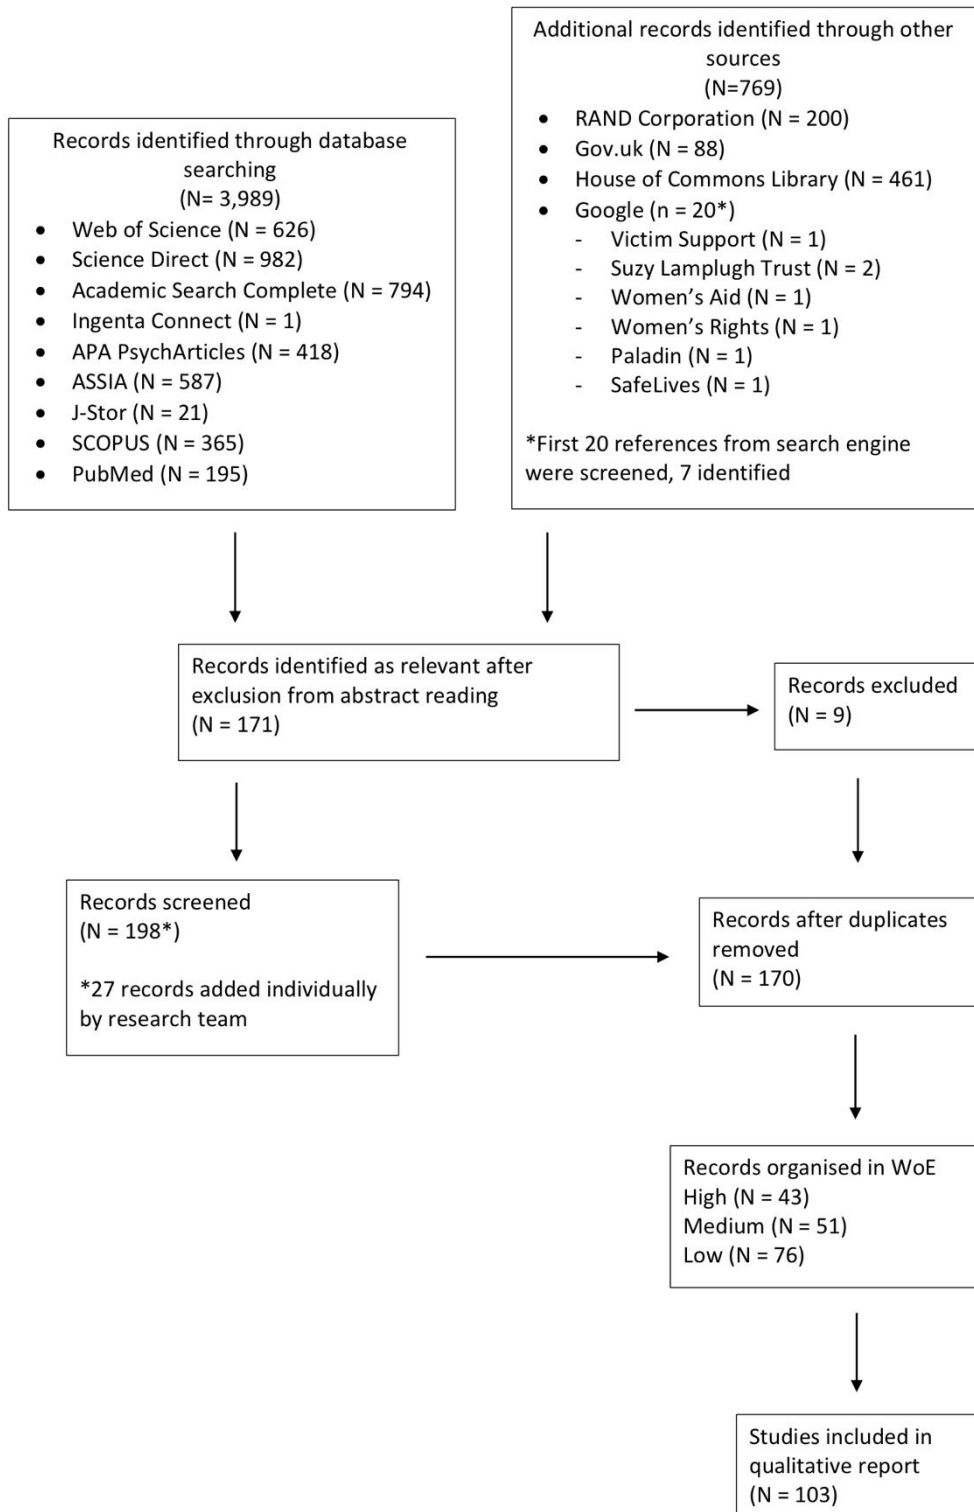 Records identified through database
searching
(N= 3,989)
• Web of Science (N = 626)
• Science Direct (N = 982)
• Academic Search Complete (N = 794)
• Ingenta Connect (N = 1)
• APA PsychArticles (N = 418)
• ASSIA (N = 587)
• J-Stor (N = 21)
• SCOPUS (N = 365)
• PubMed (N = 195)
Additional records identified through other
sources
(N=769)
• RAND Corporation (N = 200)
• Gov.uk (N = 88)
• House of Commons Library (N = 461)
• Google (n = 20*)
- Victim Support (N = 1)
- Suzy Lamplugh Trust (N = 2)
- Women’s Aid (N = 1)
- Women’s Rights (N = 1)
- Paladin (N = 1)
- SafeLives (N = 1)
*First 20 references from search engine
were screened, 7 identified
Records identified as relevant after
exclusion from abstract reading
(N = 171)
Records excluded
(N = 9)
Records screened
(N = 198*)
*27 records added individually
by research team
Records after duplicates
removed
(N = 170)
Records organised in WoE
High (N = 43)
Medium (N = 51)
Low (N = 76)
Studies included in
qualitative report
(N = 103)